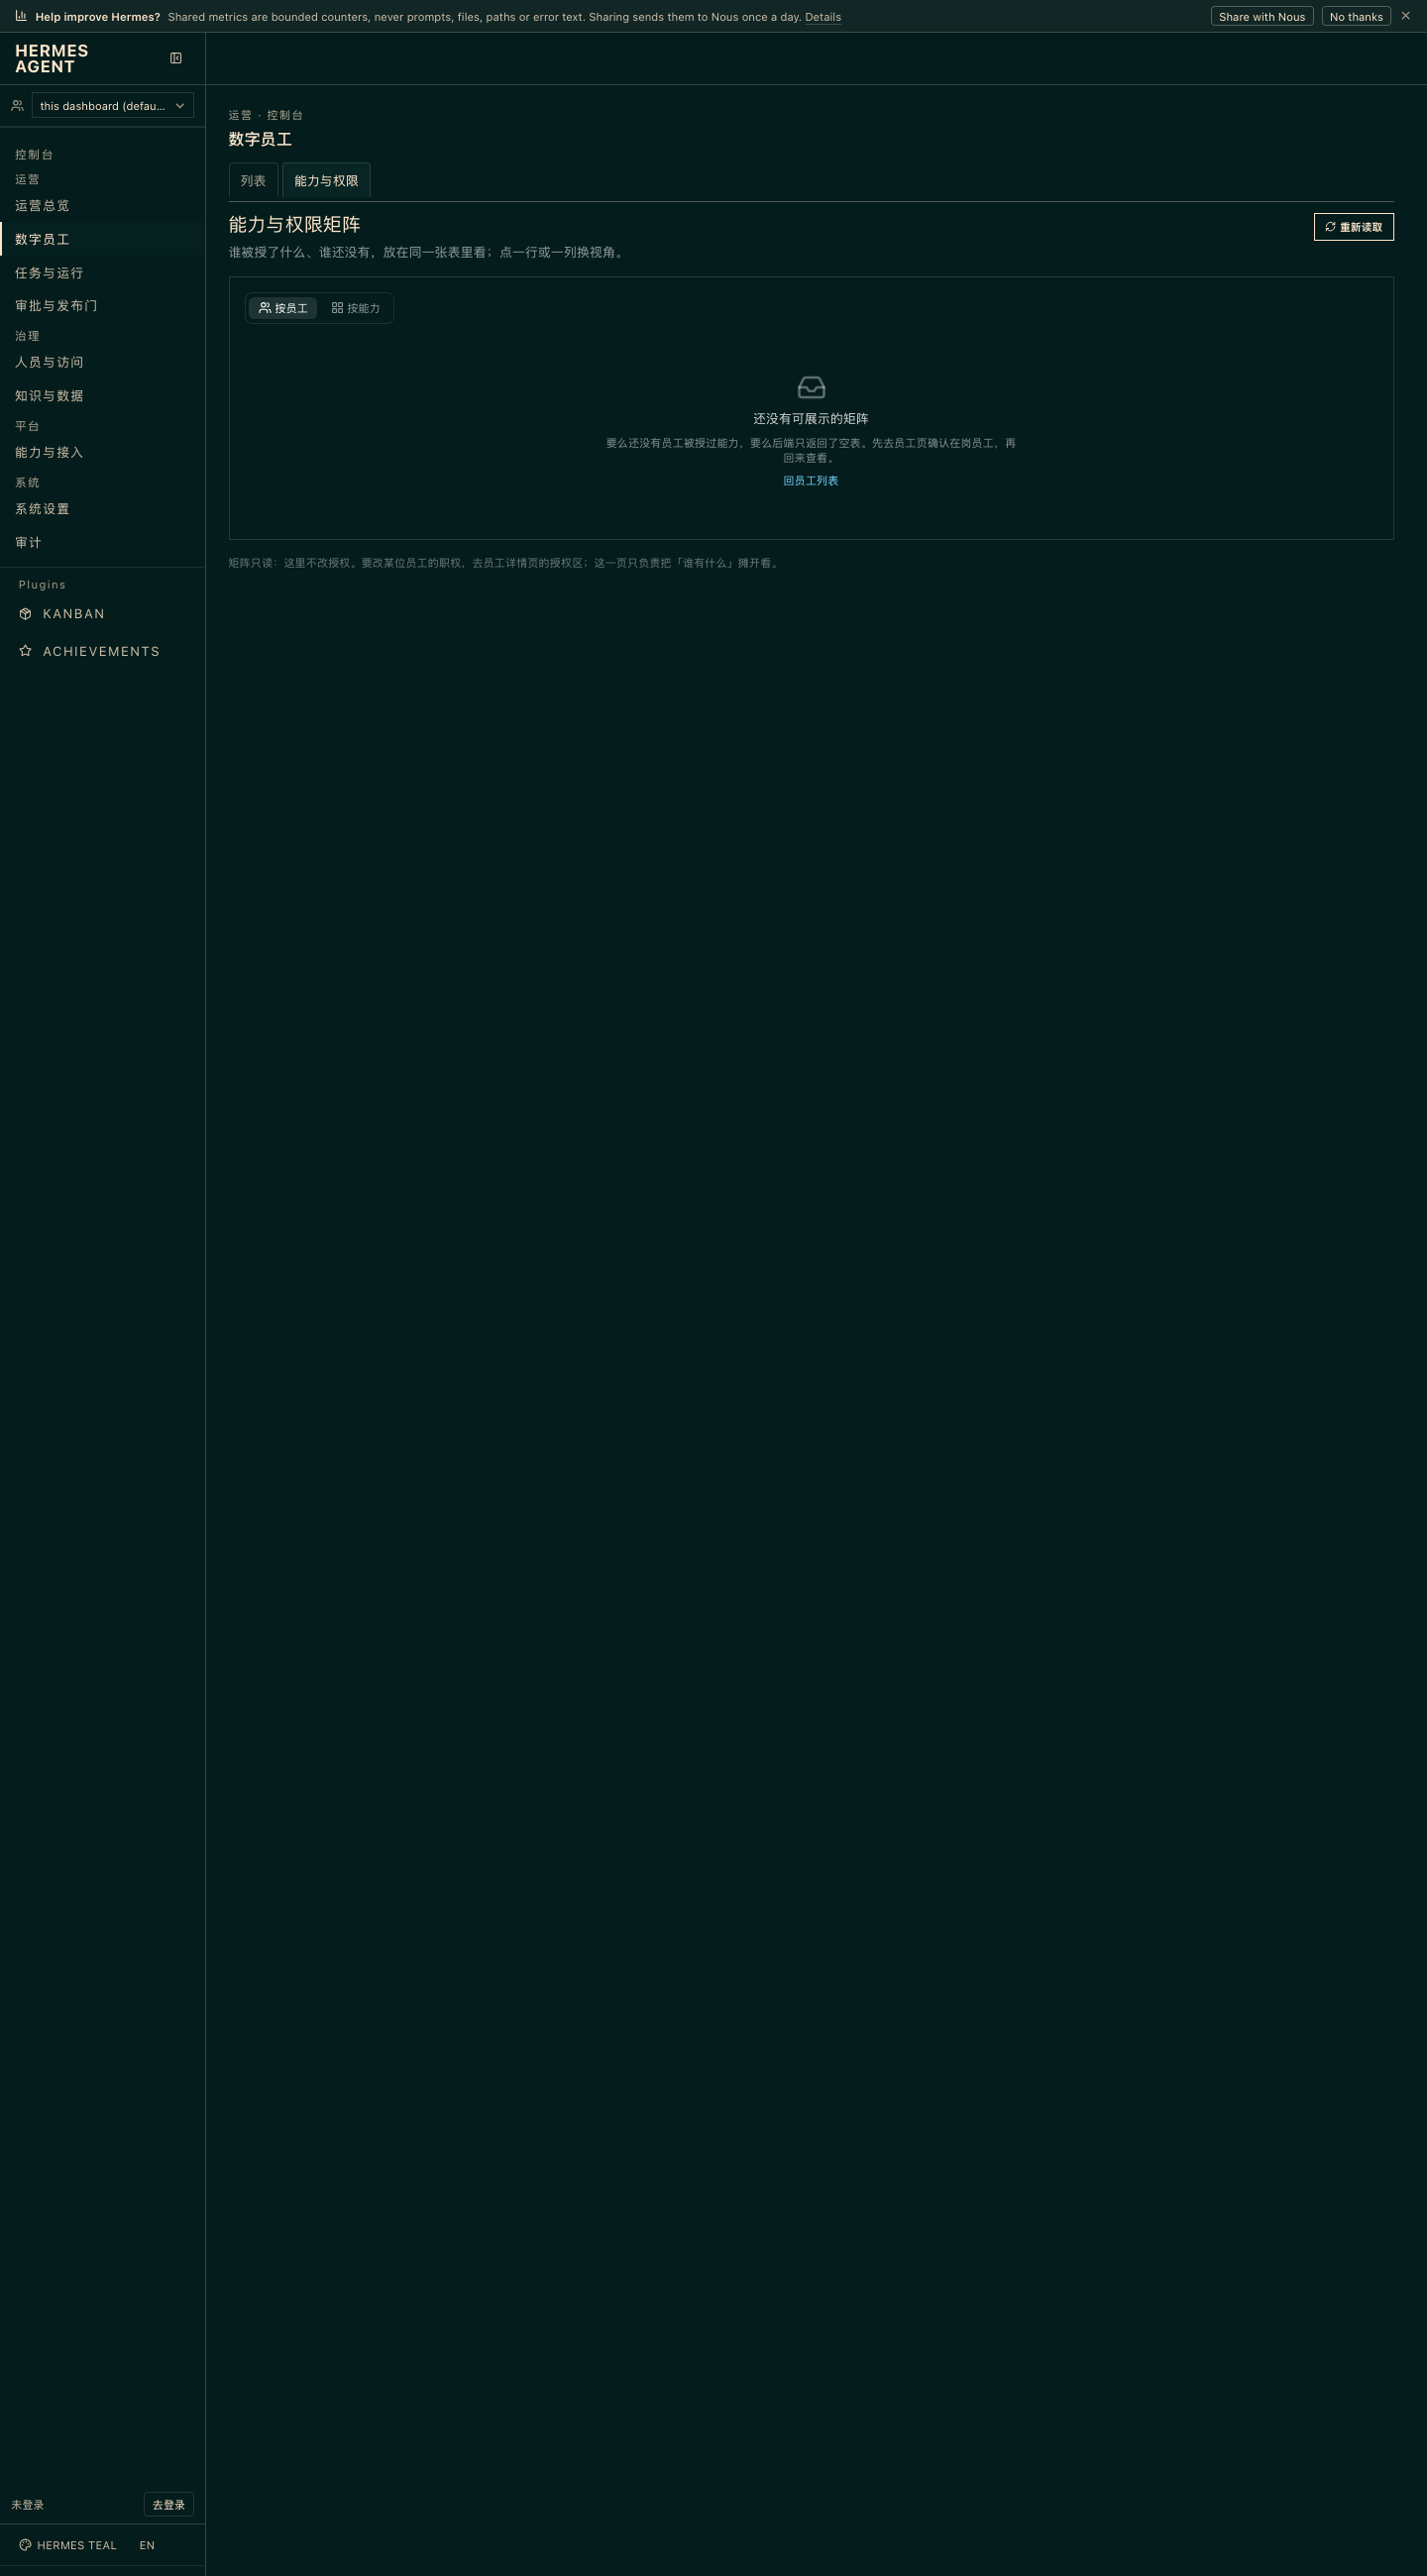 Help improve Hermes? Shared metrics are bounded counters, never prompts, files, paths or error text. Sharing sends them to Nous once a day. Details
Share with Nous
No thanks
HERMES
AGENT
this dashboard (defau...
控制台
运营
运营总览
数字员工
任务与运行
审批与发布门
治理
人员与访问
知识与数据
平台
能力与接入
系统
系统设置
审计
Plugins
KANBAN
ACHIEVEMENTS
未登录
去登录
HERMES TEAL
EN
运营 · 控制台
数字员工
列表
能力与权限
能力与权限矩阵
重新读取
谁被授了什么、谁还没有，放在同一张表里看；点一行或一列换视角。
按员工
按能力
还没有可展示的矩阵
要么还没有员工被授过能力，要么后端只返回了空表。先去员工页确认在岗员工，再
回来查看。
回员工列表
矩阵只读：这里不改授权。要改某位员工的职权，去员工详情页的授权区；这一页只负责把「谁有什么」摊开看。